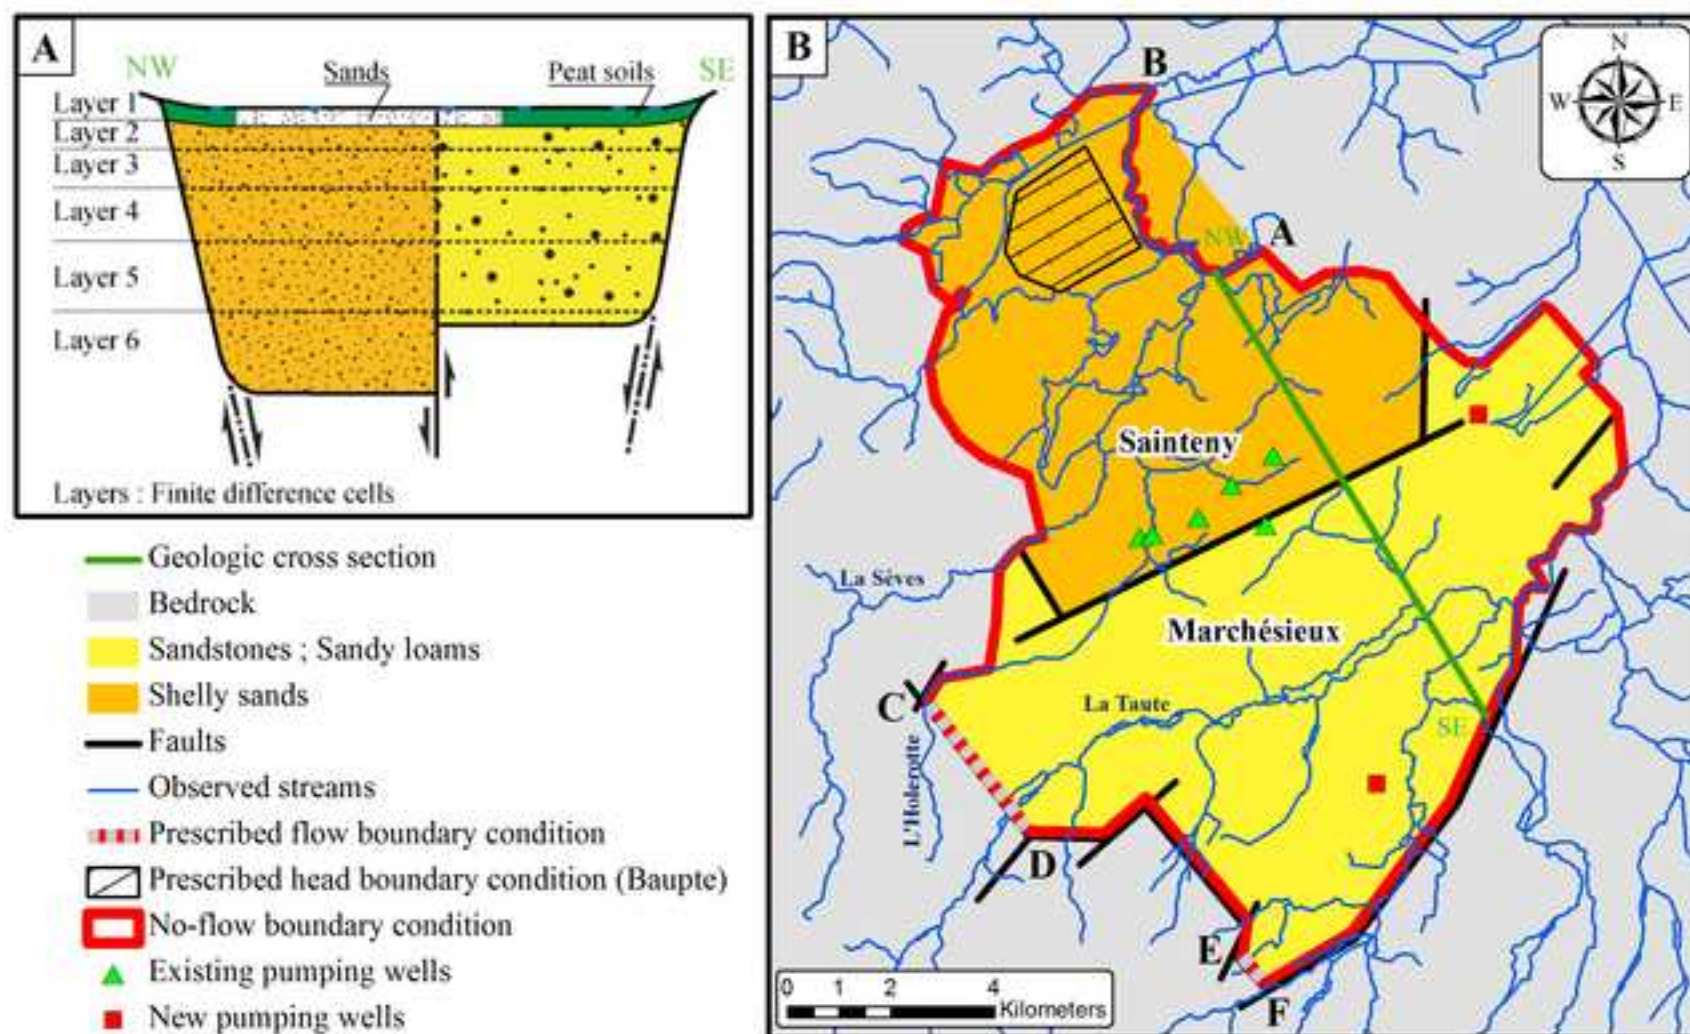 A
NW
Sands
Peat soils
SE
Layer 1
Layer 2
Layer 3
Layer 4
Layer 5
Layer 6
Layers : Finite difference cells
Geologic cross section
Bedrock
Sandstones ; Sandy loams
Shelly sands
Faults
Observed streams
Prescribed flow boundary condition
Prescribed head boundary condition (Baupte)
No-flow boundary condition
Existing pumping wells
New pumping wells
B
B
N
W E
S
NW
A
Sainteny
La Sèves
Marchésieux
C
La Taute
SE
L'Holerotte
D
E
F
0 1 2 4
Kilometers